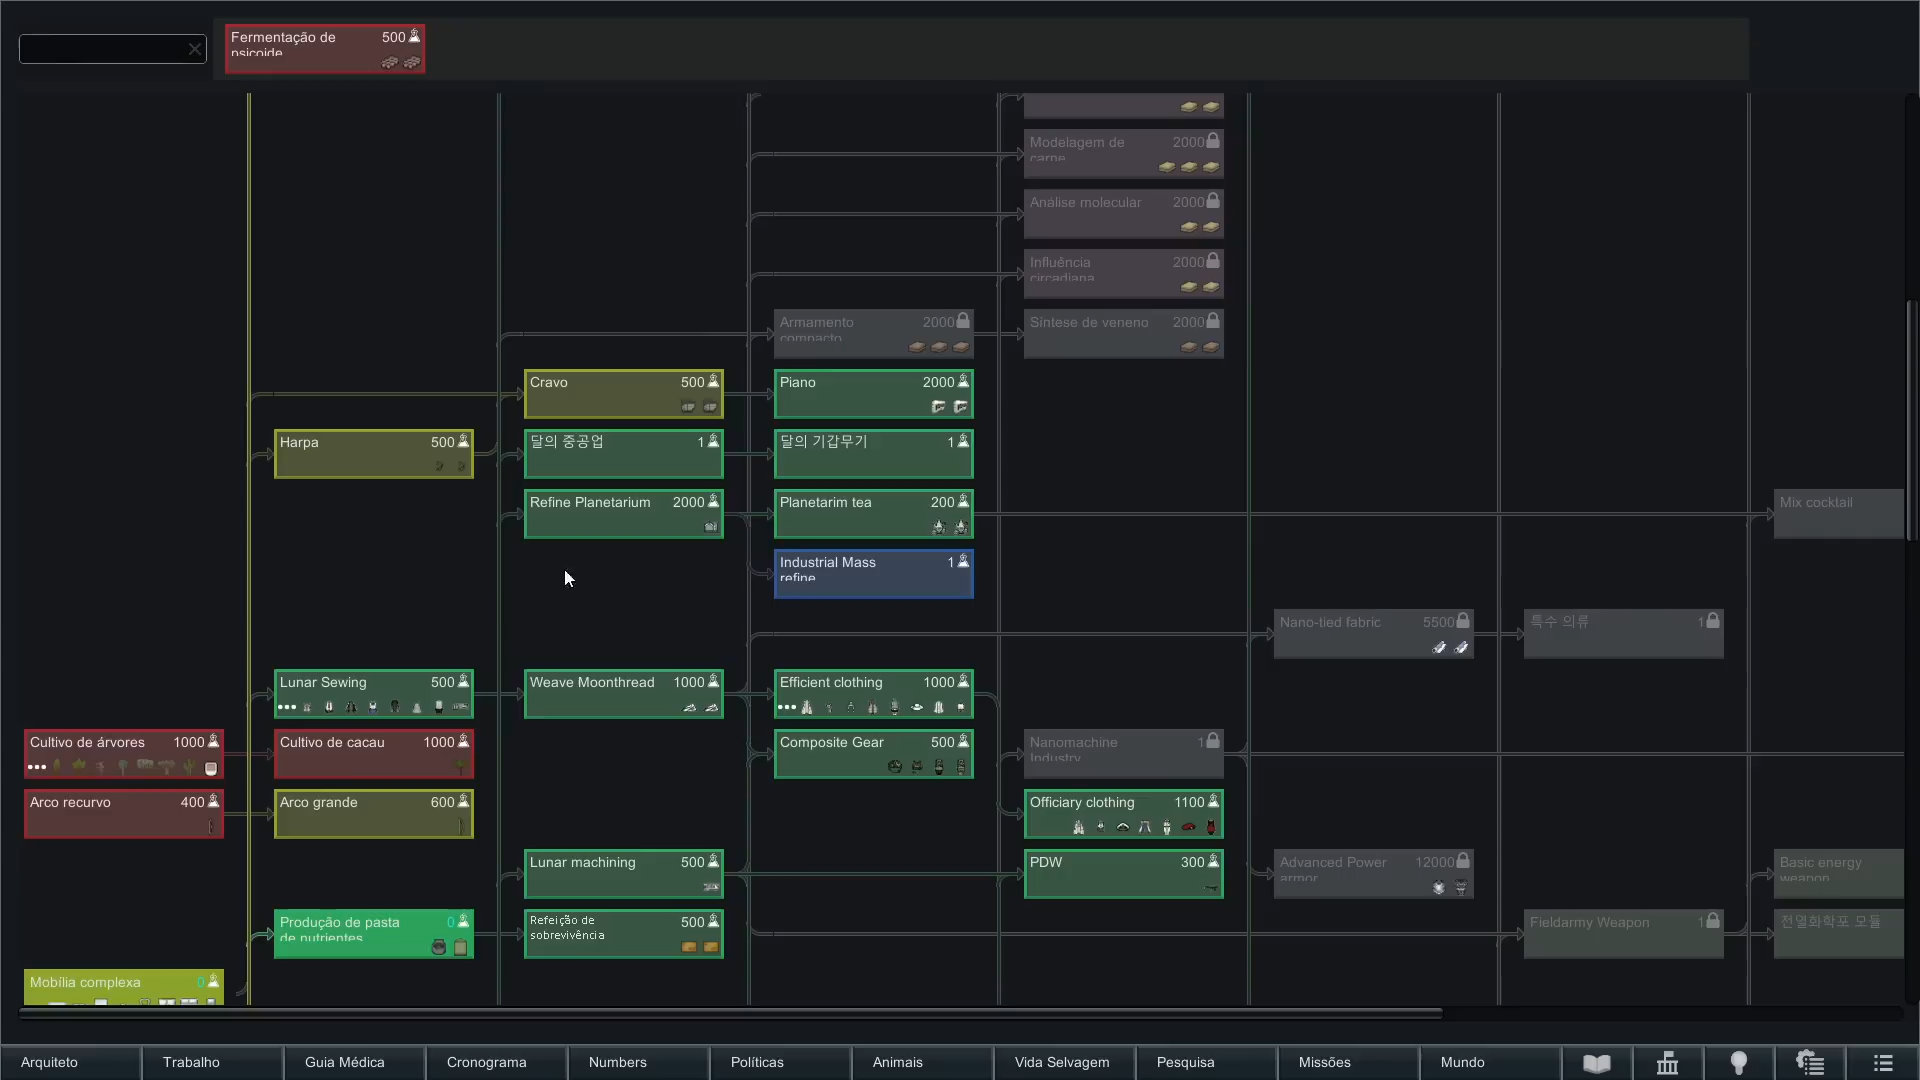 Fermentação de 500
psicoide
Modelagem de 2000
carne
Análise molecular 2000
Influência 2000
circadiana
Armamento 2000
compacto
Síntese de veneno 2000
Cravo 500
Piano 2000
Harpa 500
달의 중공업 1
달의 기갑무기 1
Refine Planetarium 2000
Planetarim tea 200
Mix cocktail
Industrial Mass 1
refine
Nano-tied fabric 5500
특수 의류 1
Lunar Sewing 500
Weave Moonthread 1000
Efficient clothing 1000
Cultivo de árvores 1000
Cultivo de cacau 1000
Composite Gear 500
Nanomachine 1
Industry
Arco recurvo 400
Arco grande 600
Officiary clothing 1100
Lunar machining 500
PDW 300
Advanced Power 12000
armor
Basic energy
weapon
Produção de pasta 0
de nutrientes
Refeição de 500
sobrevivência
Fieldarmy Weapon 1
전열화학포 모듈
Mobília complexa 0
Arquiteto
Trabalho
Guia Médica
Cronograma
Numbers
Políticas
Animais
Vida Selvagem
Pesquisa
Missões
Mundo